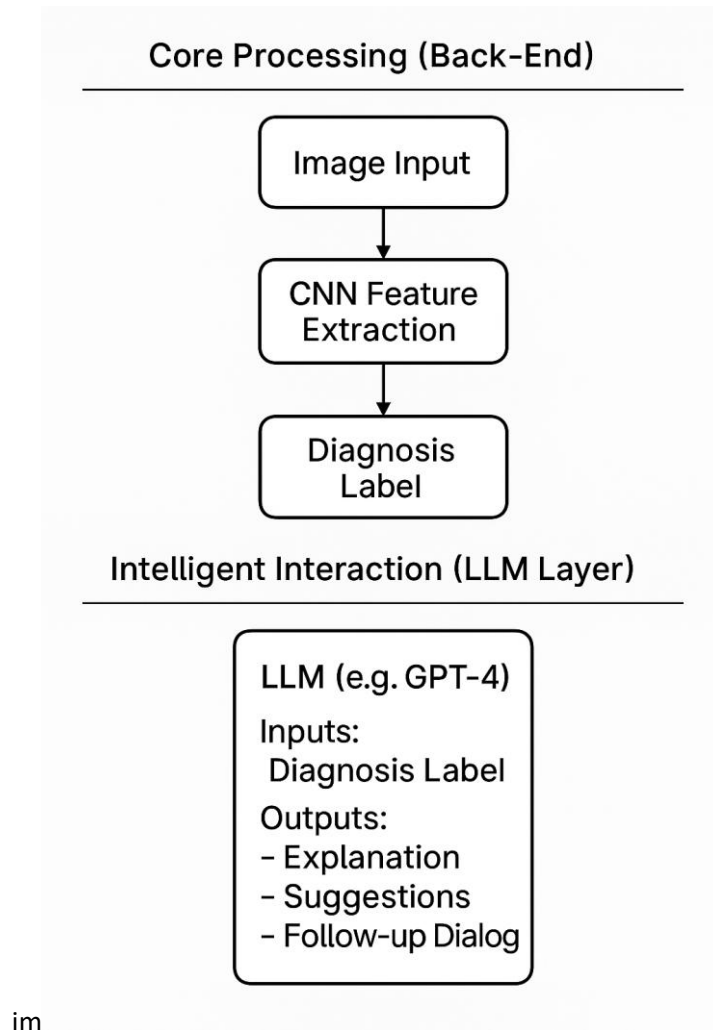 Core Processing (Back-End)
Image Input
CNN Feature
Extraction
Diagnosis
Label
Intelligent Interaction (LLM Layer)
LLM (e.g. GPT-4)
Inputs:
Diagnosis Label
Outputs:
– Explanation
– Suggestions
– Follow-up Dialog
im